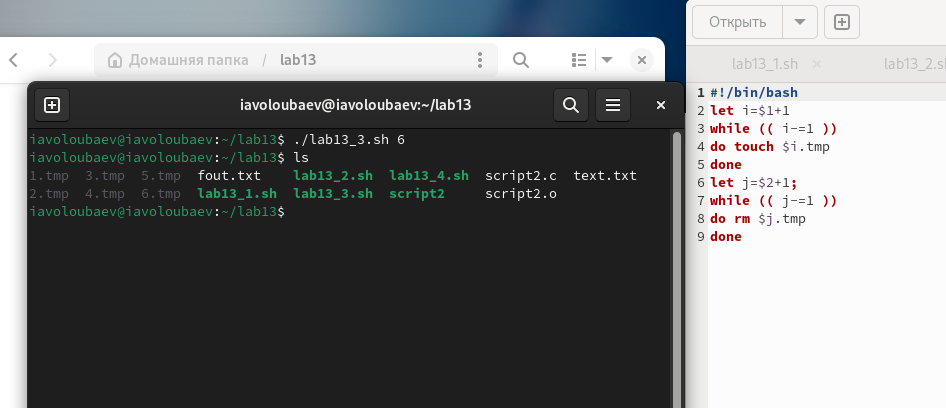 Открыть
Домашняя папка / lab13
lab13_1.sh
lab13_2.sh
iavoloubaev@iavoloubaev:~/lab13
iavoloubaev@iavoloubaev:~/lab13$ ./lab13_3.sh 6
iavoloubaev@iavoloubaev:~/lab13$ ls
1.tmp 3.tmp 5.tmp fout.txt lab13_2.sh lab13_4.sh script2.c text.txt
2.tmp 4.tmp 6.tmp lab13_1.sh lab13_3.sh script2 script2.o
iavoloubaev@iavoloubaev:~/lab13$
1 #!/bin/bash
2 let i=$1+1
3 while (( i-=1 ))
4 do touch $i.tmp
5 done
6 let j=$2+1;
7 while (( j-=1 ))
8 do rm $j.tmp
9 done